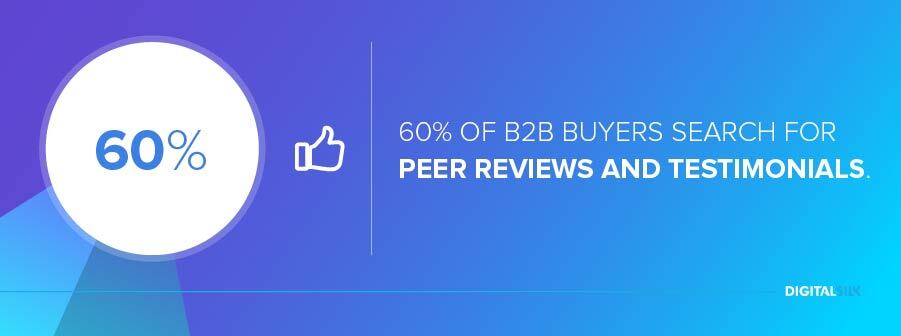 60%
60% OF B2B BUYERS SEARCH FOR
PEER REVIEWS AND TESTIMONIALS.
DIGITALSILK